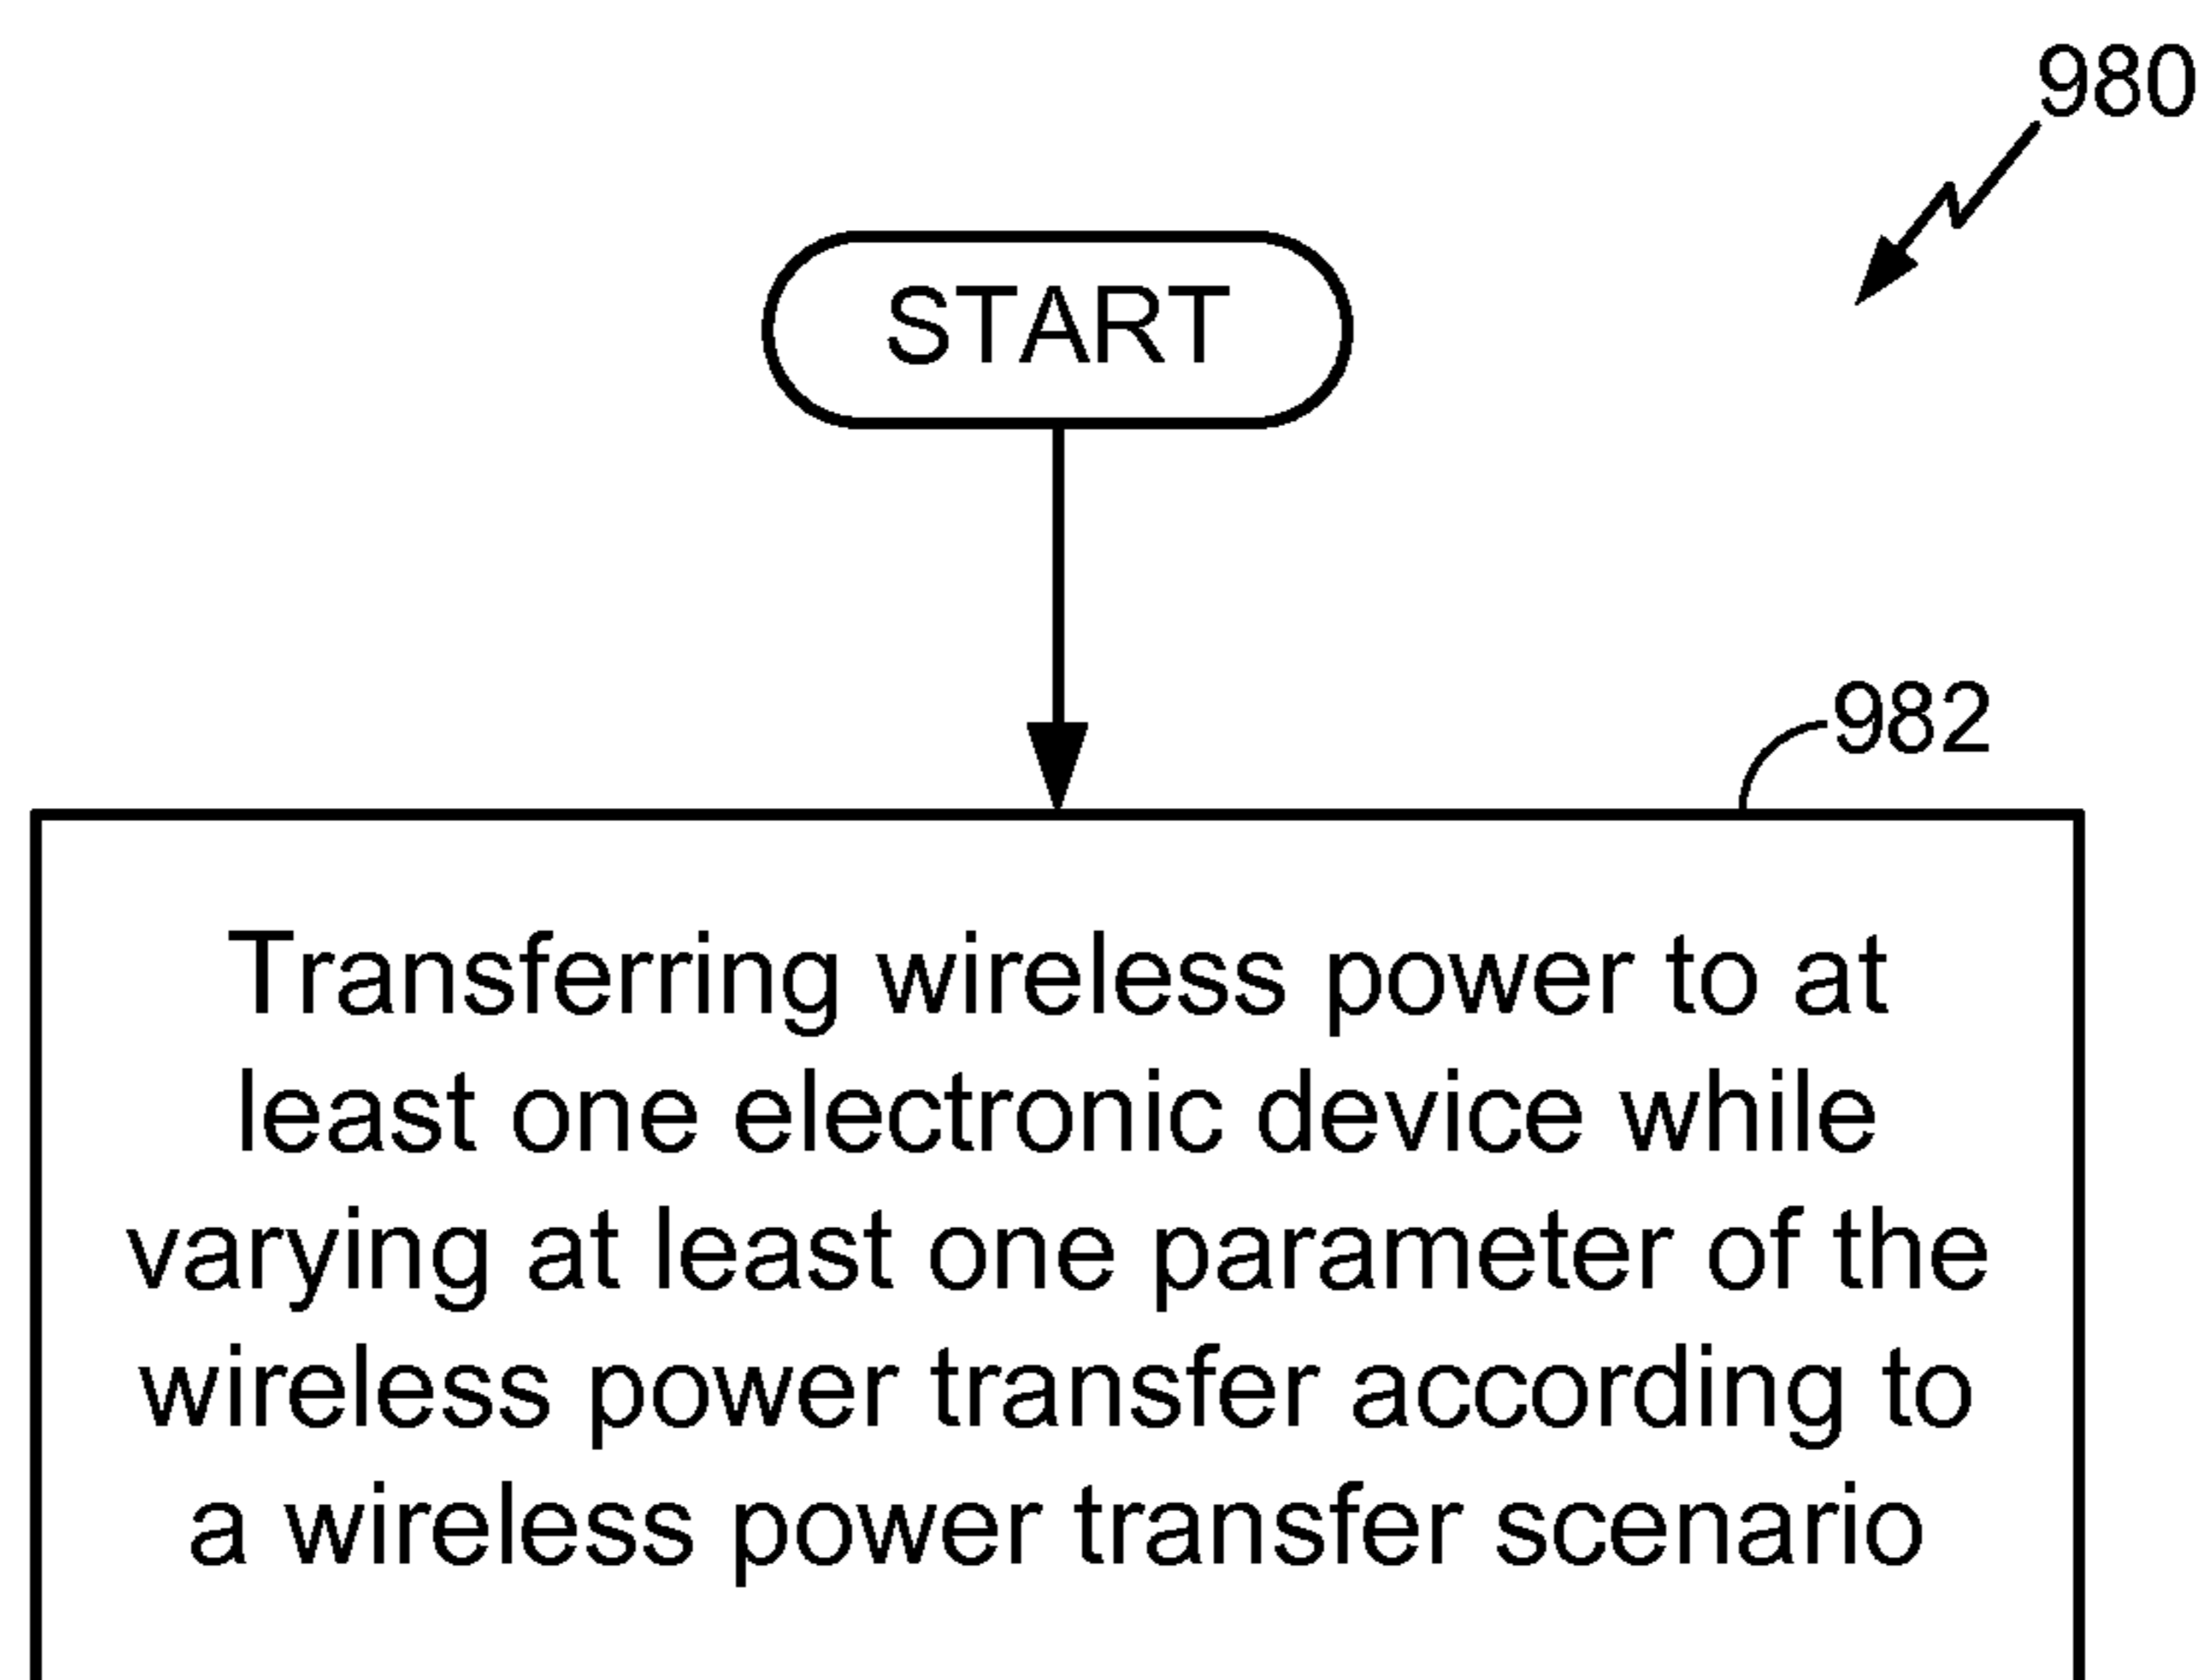 980
START
982
Transferring wireless power to at
least one electronic device while
varying at least one parameter of the
wireless power transfer according to
a wireless power transfer scenario